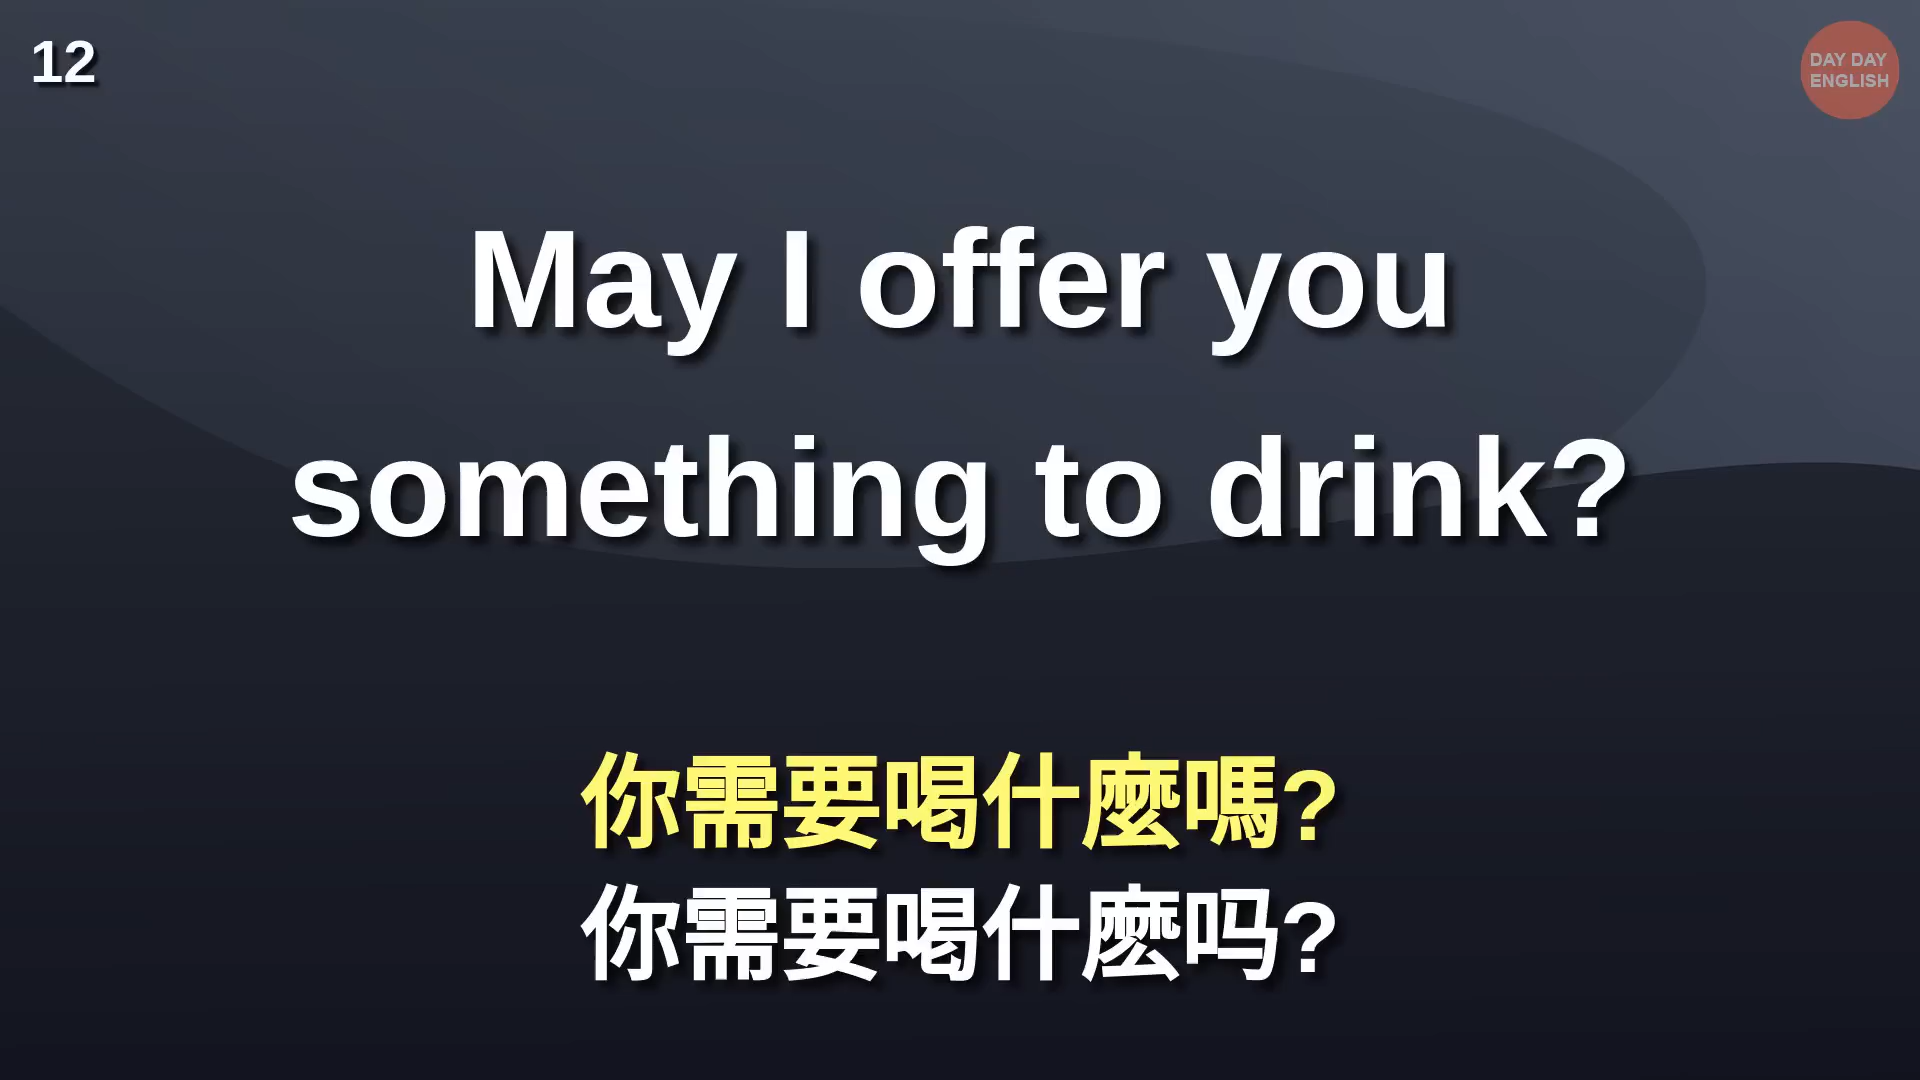 12
DAY DAY
ENGLISH
May I offer you
something to drink?
你需要喝什麼嗎?
你需要喝什麽吗?